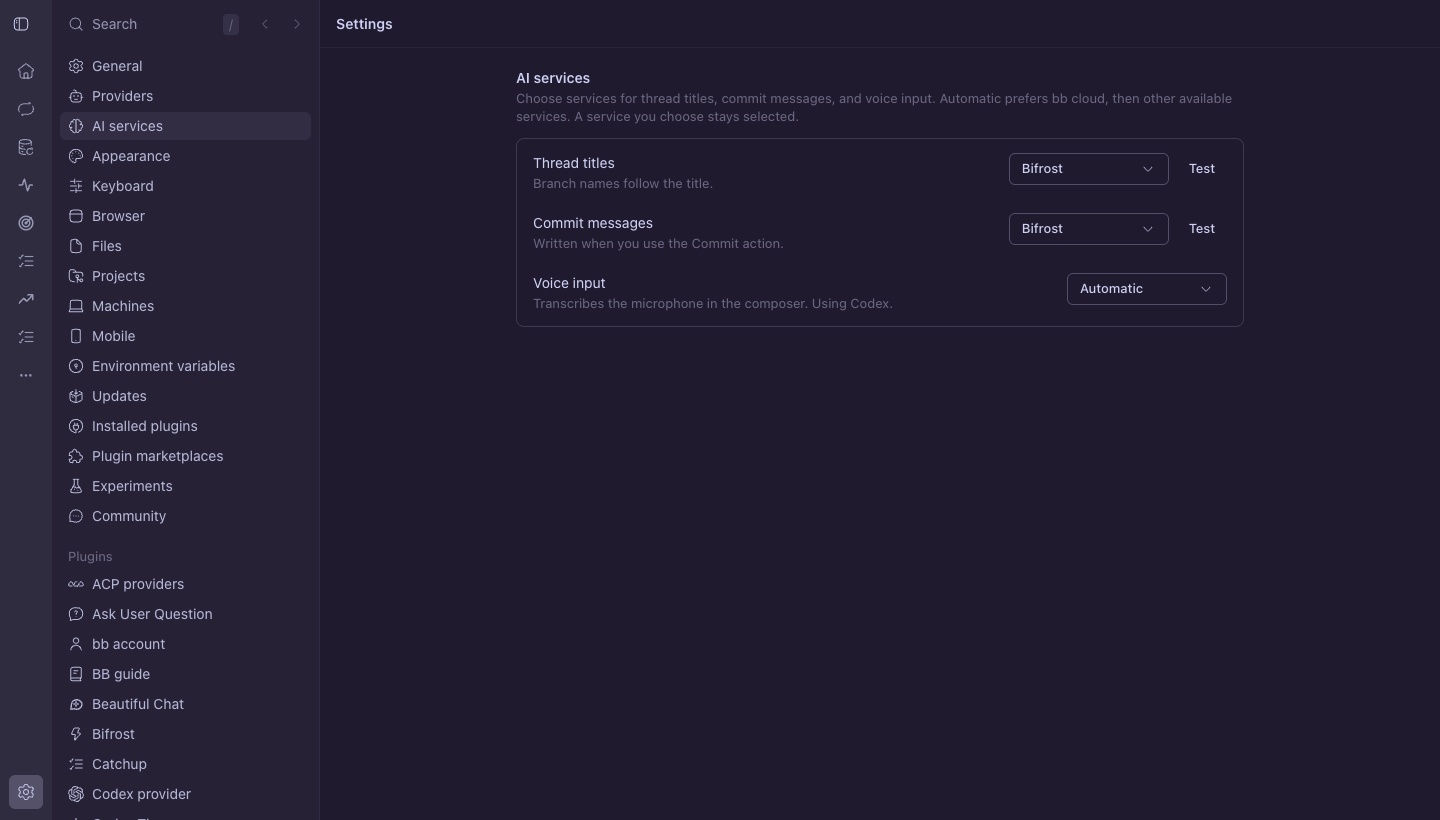 Search
/
Settings
General
Providers
AI services
Appearance
Keyboard
Browser
Files
Projects
Machines
Mobile
Environment variables
Updates
Installed plugins
Plugin marketplaces
Experiments
Community
Plugins
ACP providers
Ask User Question
bb account
BB guide
Beautiful Chat
Bifrost
Catchup
Codex provider
AI services
Choose services for thread titles, commit messages, and voice input. Automatic prefers bb cloud, then other available
services. A service you choose stays selected.
Thread titles
Branch names follow the title.
Bifrost
Test
Commit messages
Written when you use the Commit action.
Bifrost
Test
Voice input
Transcribes the microphone in the composer. Using Codex.
Automatic